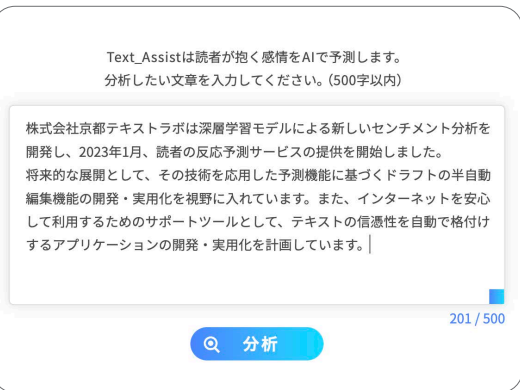 Text_Assistは読者が抱く感情をAIで予測します。
分析したい文章を入力してください。(500字以内)
株式会社京都テキストラボは深層学習モデルによる新しいセンチメント分析を
開発し、2023年1月、読者の反応予測サービスの提供を開始しました。
将来的な展開として、その技術を応用した予測機能に基づくドラフトの半自動
編集機能の開発・実用化を視野に入れています。また、インターネットを安心
して利用するためのサポートツールとして、テキストの信憑性を自動で格付け
するアプリケーションの開発・実用化を計画しています。
201 / 500
分析